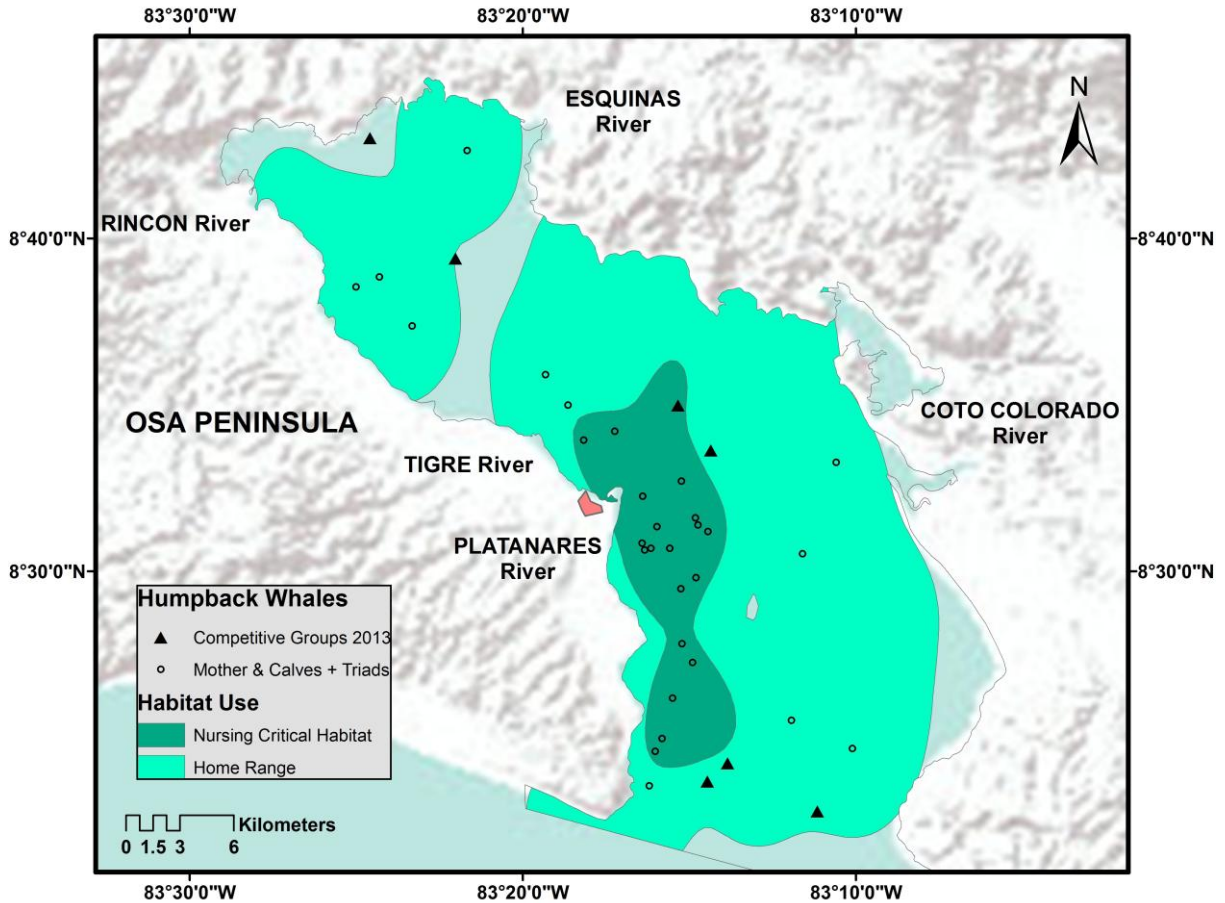 83°30'0"W 83°20'0"W 83°10'0"W
N
ESQUINAS
River
RINCON River
8°40'0"N 8°40'0"N
OSA PENINSULA
COTO COLORADO
River
TIGRE River
PLATANARES
River
8°30'0"N 8°30'0"N
Humpback Whales
Competitive Groups 2013
Mother & Calves + Triads
Habitat Use
Nursing Critical Habitat
Home Range
Kilometers
0 1.5 3 6
83°30'0"W 83°20'0"W 83°10'0"W